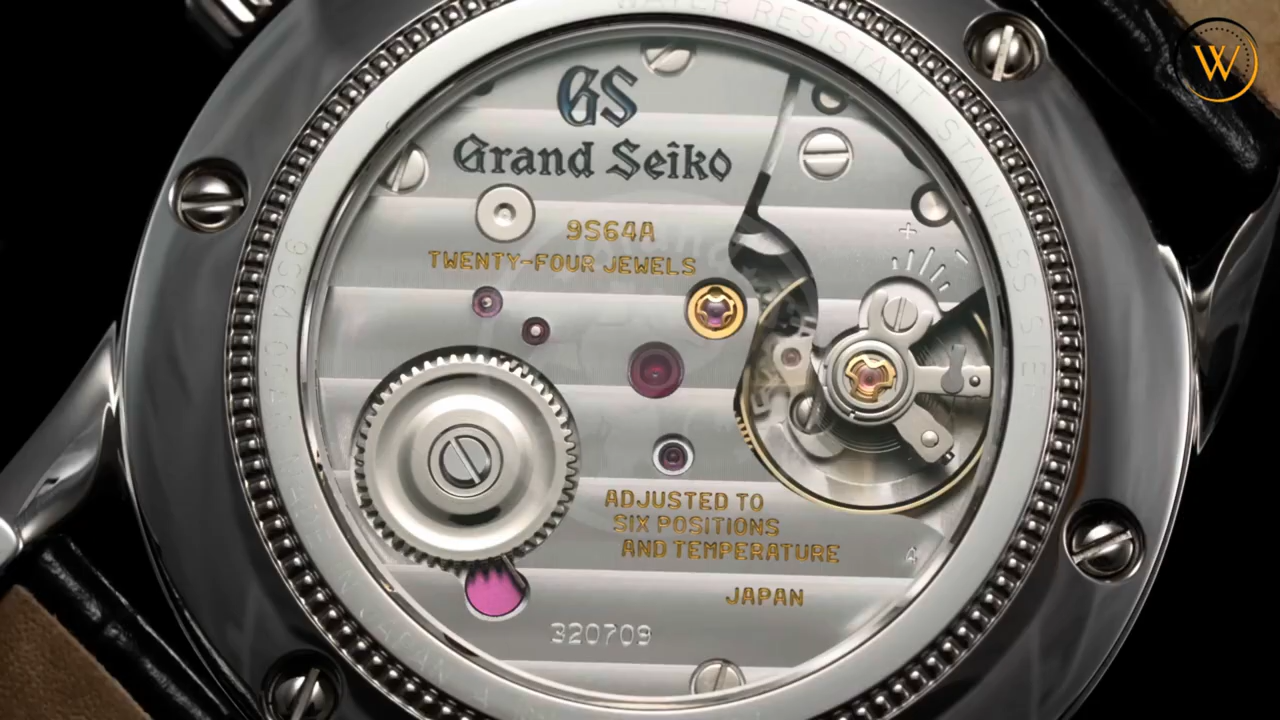 WATER RESISTANT STAINLESS STEEL
W
GS
Grand Seiko
9S64A
TWENTY-FOUR JEWELS
+
ADJUSTED TO
SIX POSITIONS
AND TEMPERATURE
4
JAPAN
320709